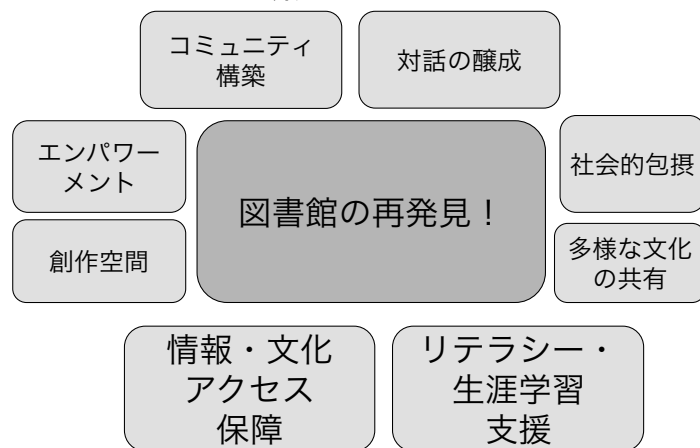 コミュニティ
構築
対話の醸成
エンパワー
メント
図書館の再発見！
社会的包摂
創作空間
多様な文化
の共有
情報・文化
アクセス
保障
リテラシー・
生涯学習
支援